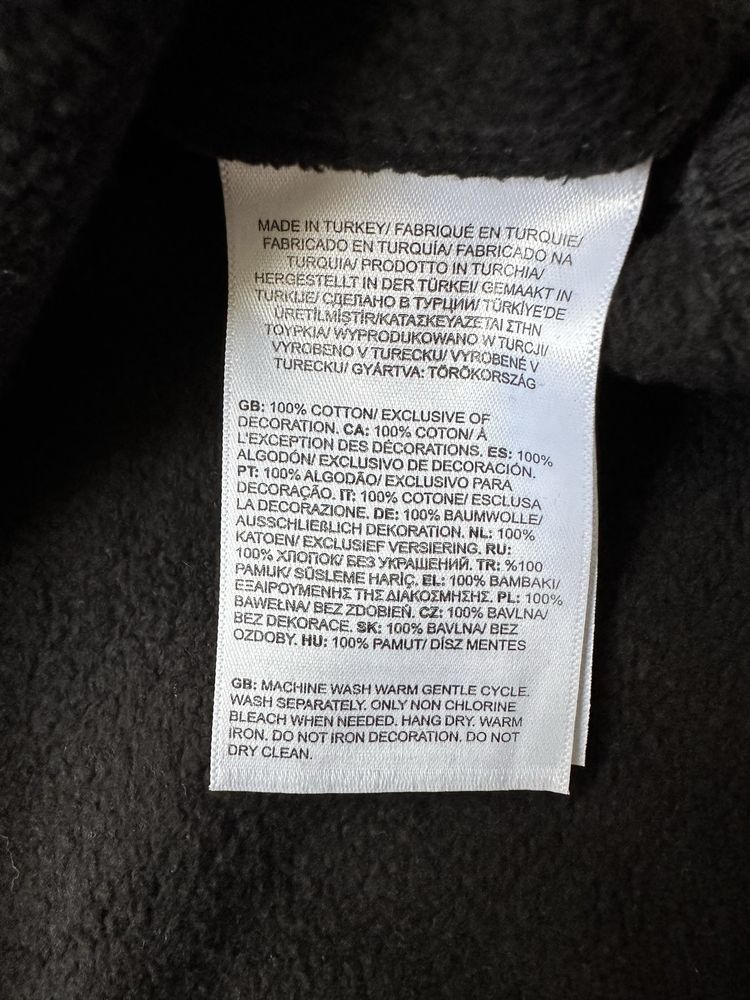 MADE IN TURKEY/ FABRIQUÉ EN TURQUIE/
FABRICADO EN TURQUÍA/ FABRICADO NA
TURQUIA/ PRODOTTO IN TURCHIA/
HERGESTELLT IN DER TÜRKEI/ GEMAAKT IN
TURKIJE/ СДЕЛАНО В ТУРЦИИ/ TÜRKİYE'DE
ÜRETİLMİSTİR/ΚΑΤΑΣΚΕΥΑΖΕΤΑΙ ΣΤΗΝ
ΤΟΥΡΚΙΑ/ WYPRODUKOWANO W TURCJI/
VYROBENO V TURECKU/ VYROBENÉ V
TURECKU/ GYÁRTVA: TÖRÖKORSZÁG
GB: 100% COTTON/ EXCLUSIVE OF
DECORATION. CA: 100% COTON/ À
L'EXCEPTION DES DÉCORATIONS. ES: 100%
ALGODÓN/ EXCLUSIVO DE DECORACIÓN.
PT: 100% ALGODÃO/ EXCLUSIVO PARA
DECORAÇÃO. IT: 100% COTONE/ ESCLUSA
LA DECORAZIONE. DE: 100% BAUMWOLLE/
AUSSCHLIEßLICH DEKORATION. NL: 100%
KATOEN/ EXCLUSIEF VERSIERING. RU:
100% ХЛОПОК/ БЕЗ УКРАШЕНИЙ. TR: %100
PAMUK/ SÜSLEME HARİÇ. EL: 100% ΒΑΜΒΑΚΙ/
ΕΞΑΙΡΟΥΜΕΝΗΣ ΤΗΣ ΔΙΑΚΟΣΜΗΣΗΣ. PL: 100%
BAWEŁNA/ BEZ ZDOBIEŃ. CZ: 100% BAVLNA/
BEZ DEKORACE. SK: 100% BAVLNA/ BEZ
OZDOBY. HU: 100% PAMUT/ DÍSZ MENTES
GB: MACHINE WASH WARM GENTLE CYCLE.
WASH SEPARATELY. ONLY NON CHLORINE
BLEACH WHEN NEEDED. HANG DRY. WARM
IRON. DO NOT IRON DECORATION. DO NOT
DRY CLEAN.